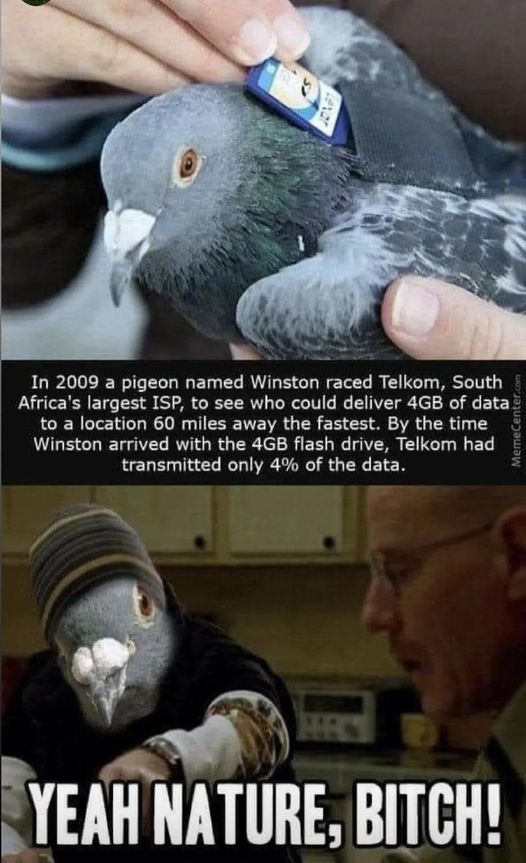 In 2009 a pigeon named Winston raced Telkom, South
Africa's largest ISP, to see who could deliver 4GB of data
to a location 60 miles away the fastest. By the time
Winston arrived with the 4GB flash drive, Telkom had
transmitted only 4% of the data.
MemeCenter.com
YEAH NATURE, BITCH!